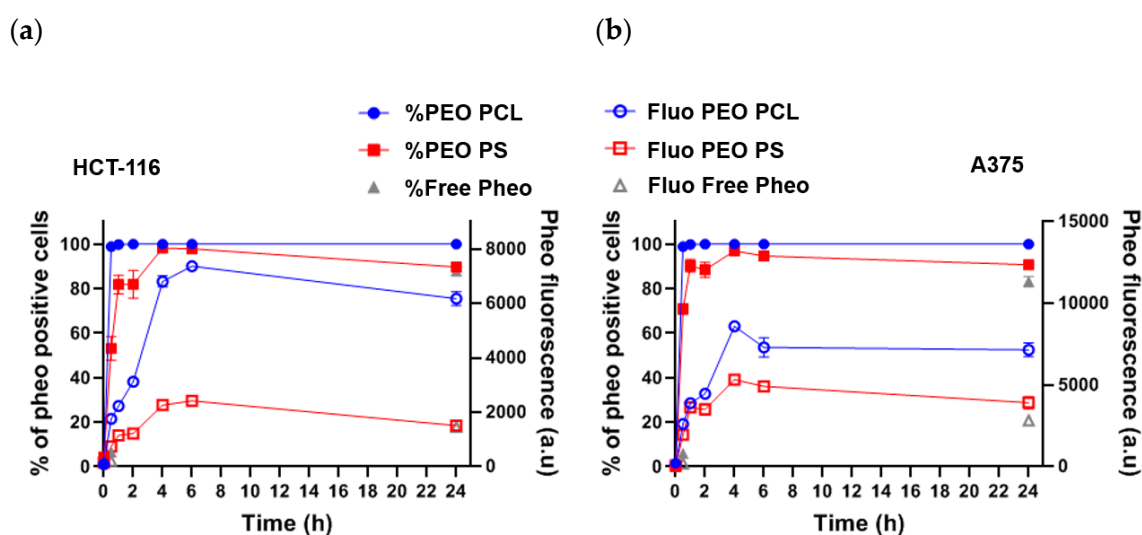 (a)
(b)
%PEO PCL
%PEO PS
%Free Pheo
Fluo PEO PCL
Fluo PEO PS
Fluo Free Pheo
HCT-116
A375
% of pheo positive cells
100
80
60
40
20
0
8000
6000
4000
2000
0
Pheo fluorescence (a.u)
0 2 4 6 8 10 12 14 16 18 20 22 24
Time (h)
% of pheo positive cells
100
80
60
40
20
0
15000
10000
5000
0
Pheo fluorescence (a.u)
0 2 4 6 8 10 12 14 16 18 20 22 24
Time (h)